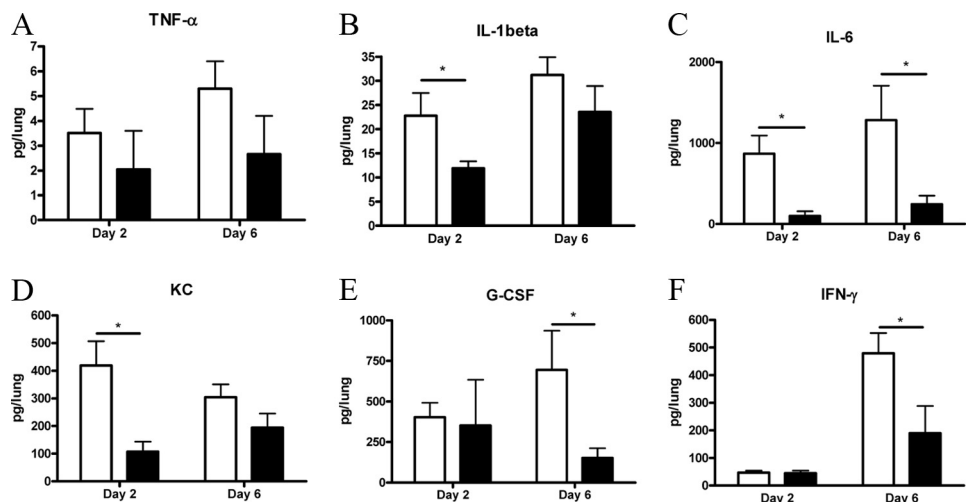 A
TNF-α
pg/lung
7
6
5
4
3
2
1
0
Day 2 Day 6
B
IL-1beta
pg/lung
35
30
25
20
15
10
5
0
*
Day 2 Day 6
C
IL-6
pg/lung
2000
1000
0
*
*
Day 2 Day 6
D
KC
pg/lung
600
500
400
300
200
100
0
*
Day 2 Day 6
E
G-CSF
pg/lung
1000
750
500
250
0
*
Day 2 Day 6
F
IFN-γ
pg/lung
600
500
400
300
200
100
0
*
Day 2 Day 6